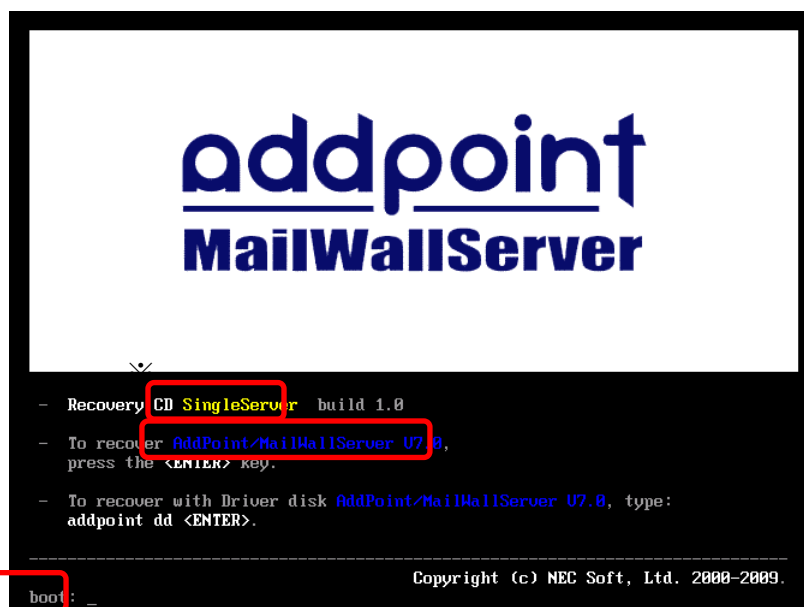 addpoint
MailWallServer
※
- Recovery CD SingleServer build 1.0
- To recover AddPoint/MailWallServer V7.0,
press the <ENTER> key.
- To recover with Driver disk AddPoint/MailWallServer V7.0, type:
addpoint dd <ENTER>.
Copyright (c) NEC Soft, Ltd. 2000-2009.
boot: _